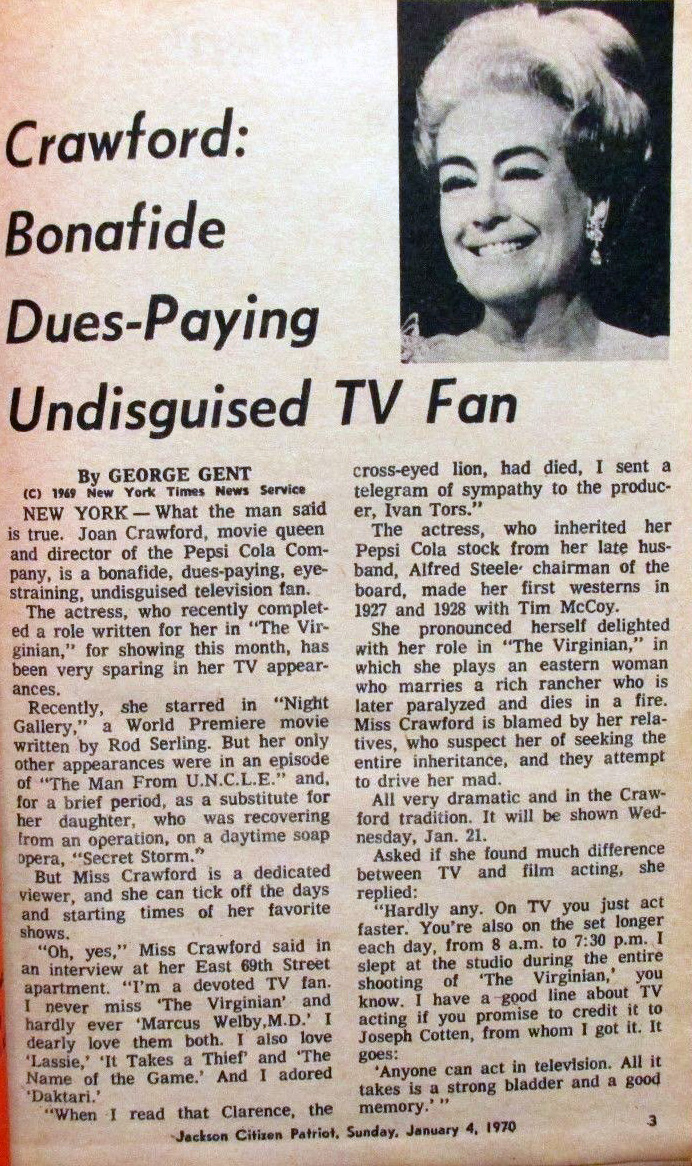 Crawford:
Bonafide
Dues-Paying
Undisguised TV Fan
By GEORGE GENT
(C) 1969 New York Times News Service
NEW YORK — What the man said
is true. Joan Crawford, movie queen
and director of the Pepsi Cola Com-
pany, is a bonafide, dues-paying, eye-
straining, undisguised television fan.
The actress, who recently complet-
ed a role written for her in "The Vir-
ginian," for showing this month, has
been very sparing in her TV appear-
ances.
Recently, she starred in "Night
Gallery," a World Premiere movie
written by Rod Serling. But her only
other appearances were in an episode
of "The Man From U.N.C.L.E." and,
for a brief period, as a substitute for
her daughter, who was recovering
from an operation, on a daytime soap
opera, "Secret Storm."
But Miss Crawford is a dedicated
viewer, and she can tick off the days
and starting times of her favorite
shows.
"Oh, yes," Miss Crawford said in
an interview at her East 69th Street
apartment. "I'm a devoted TV fan.
I never miss 'The Virginian' and
hardly ever 'Marcus Welby,M.D.' I
dearly love them both. I also love
'Lassie,' 'It Takes a Thief' and 'The
Name of the Game.' And I adored
'Daktari.'
"When I read that Clarence, the
cross-eyed lion, had died, I sent a
telegram of sympathy to the produc-
er, Ivan Tors."
The actress, who inherited her
Pepsi Cola stock from her late hus-
band, Alfred Steele, chairman of the
board, made her first westerns in
1927 and 1928 with Tim McCoy.
She pronounced herself delighted
with her role in "The Virginian," in
which she plays an eastern woman
who marries a rich rancher who is
later paralyzed and dies in a fire.
Miss Crawford is blamed by her rela-
tives, who suspect her of seeking the
entire inheritance, and they attempt
to drive her mad.
All very dramatic and in the Craw-
ford tradition. It will be shown Wed-
nesday, Jan. 21.
Asked if she found much difference
between TV and film acting, she
replied:
"Hardly any. On TV you just act
faster. You're also on the set longer
each day, from 8 a.m. to 7:30 p.m. I
slept at the studio during the entire
shooting of 'The Virginian,' you
know. I have a good line about TV
acting if you promise to credit it to
Joseph Cotten, from whom I got it. It
goes:
'Anyone can act in television. All it
takes is a strong bladder and a good
memory.' "
Jackson Citizen Patriot, Sunday, January 4, 1970
3